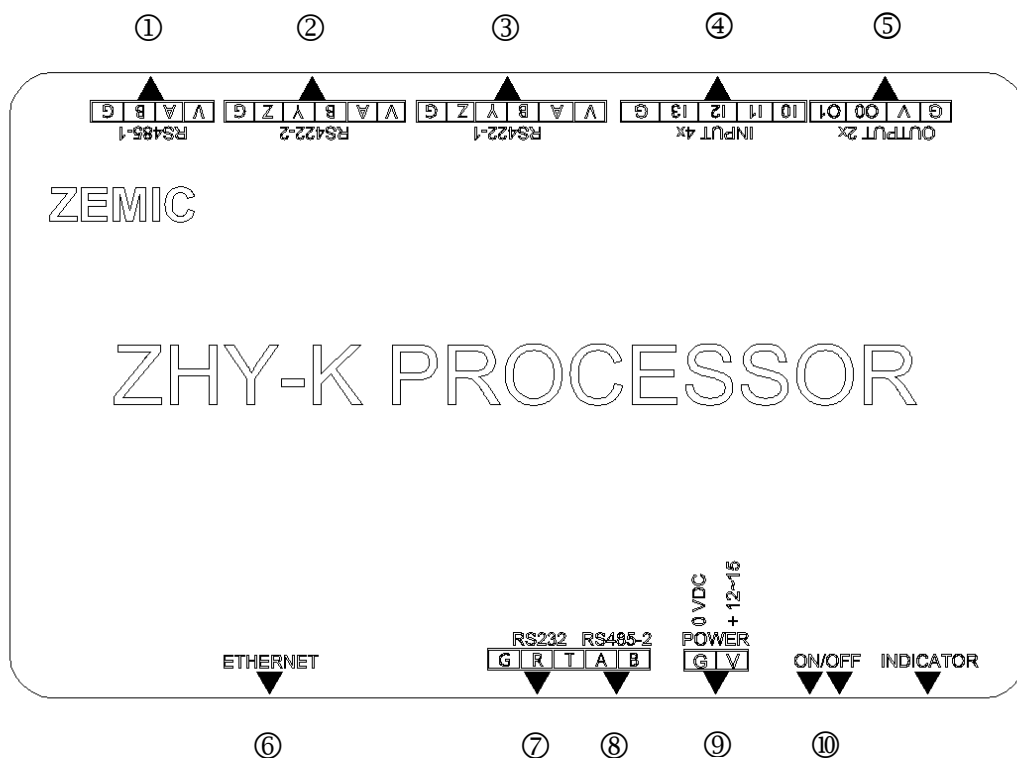 ① ② ③ ④ ⑤
G B A V
G Z Y B A V
G Z Y B A V
G I3 I2 I1 I0
O1 O0 V G
RS485-1
RS422-2
RS422-1
INPUT 4x
OUTPUT 2x
ZEMIC
ZHY-K PROCESSOR
0 VDC
+ 12~15
RS232 RS485-2 POWER
ETHERNET
G R T A B
G V
ON/OFF
INDICATOR
⑥ ⑦ ⑧ ⑨ ⑩